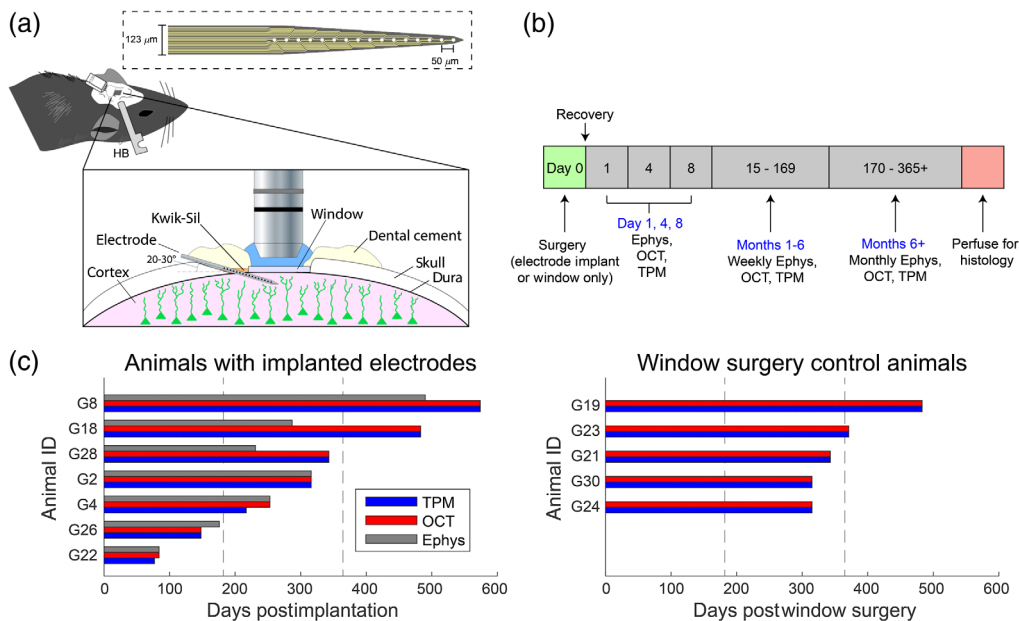 (a)
123 μm
50 μm
HB
Kwik-Sil
Window
Electrode
20-30°
Dental cement
Cortex
Skull
Dura
(b)
Recovery
Day 0
1
4
8
15 - 169
170 - 365+
Surgery
(electrode implant
or window only)
Day 1, 4, 8
Ephys,
OCT,
TPM
Months 1-6
Weekly Ephys,
OCT, TPM
Months 6+
Monthly Ephys,
OCT, TPM
Perfuse for
histology
(c)
Animals with implanted electrodes
Animal ID
G8
G18
G28
G2
G4
G26
G22
TPM
OCT
Ephys
0 100 200 300 400 500 600
Days postimplantation
Window surgery control animals
Animal ID
G19
G23
G21
G30
G24
0 100 200 300 400 500 600
Days postwindow surgery